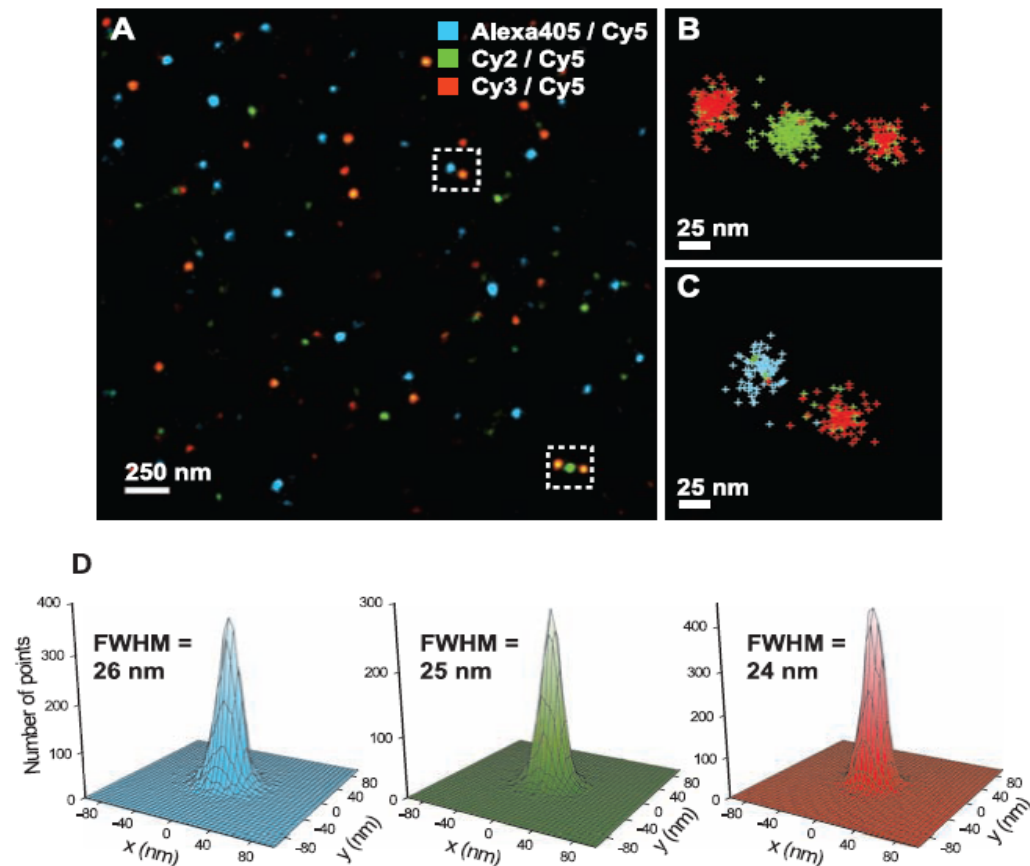 A
Alexa405 / Cy5
Cy2 / Cy5
Cy3 / Cy5
250 nm
B
25 nm
C
25 nm
D
FWHM =
26 nm
Number of points
400
300
200
100
0
−80
−40
0
40
80
x (nm)
−80
−40
0
40
80
y (nm)
FWHM =
25 nm
300
200
100
0
−80
−40
0
40
80
x (nm)
−80
−40
0
40
80
y (nm)
FWHM =
24 nm
400
300
200
100
0
−80
−40
0
40
80
x (nm)
−80
−40
0
40
80
y (nm)